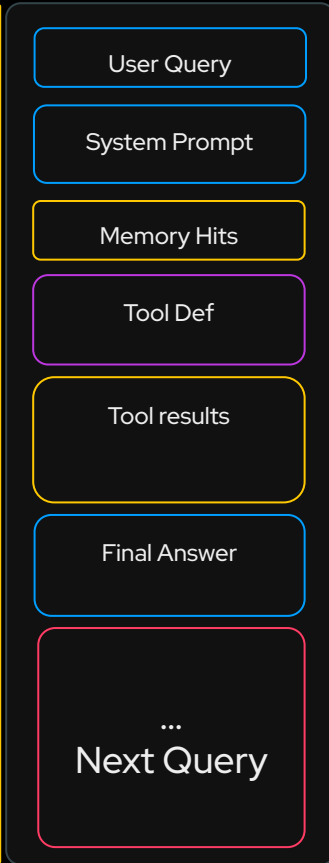 User Query
System Prompt
Memory Hits
Tool Def
Tool results
Final Answer
...
Next Query